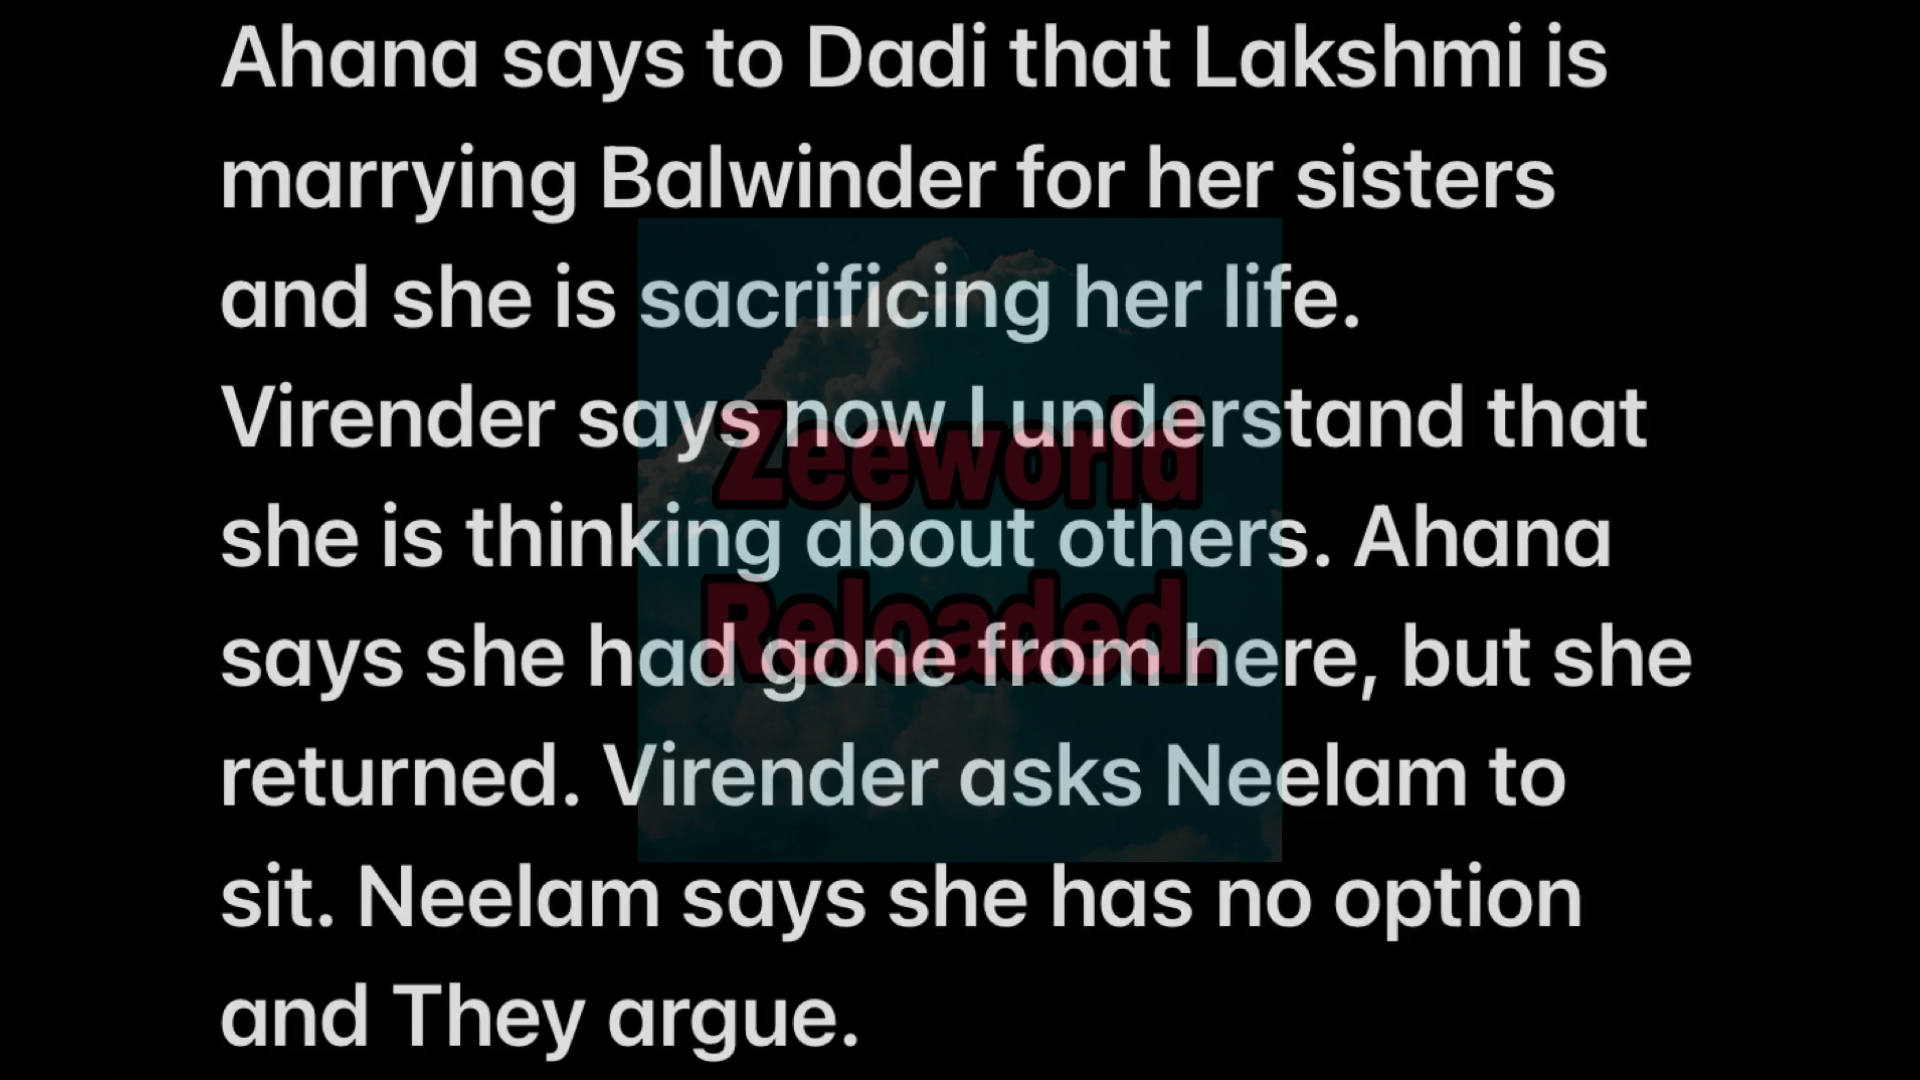 Ahana says to Dadi that Lakshmi is
marrying Balwinder for her sisters
and she is sacrificing her life.
Virender says now I understand that
she is thinking about others. Ahana
says she had gone from here, but she
returned. Virender asks Neelam to
sit. Neelam says she has no option
and They argue.
Zeeworld
Reloaded.